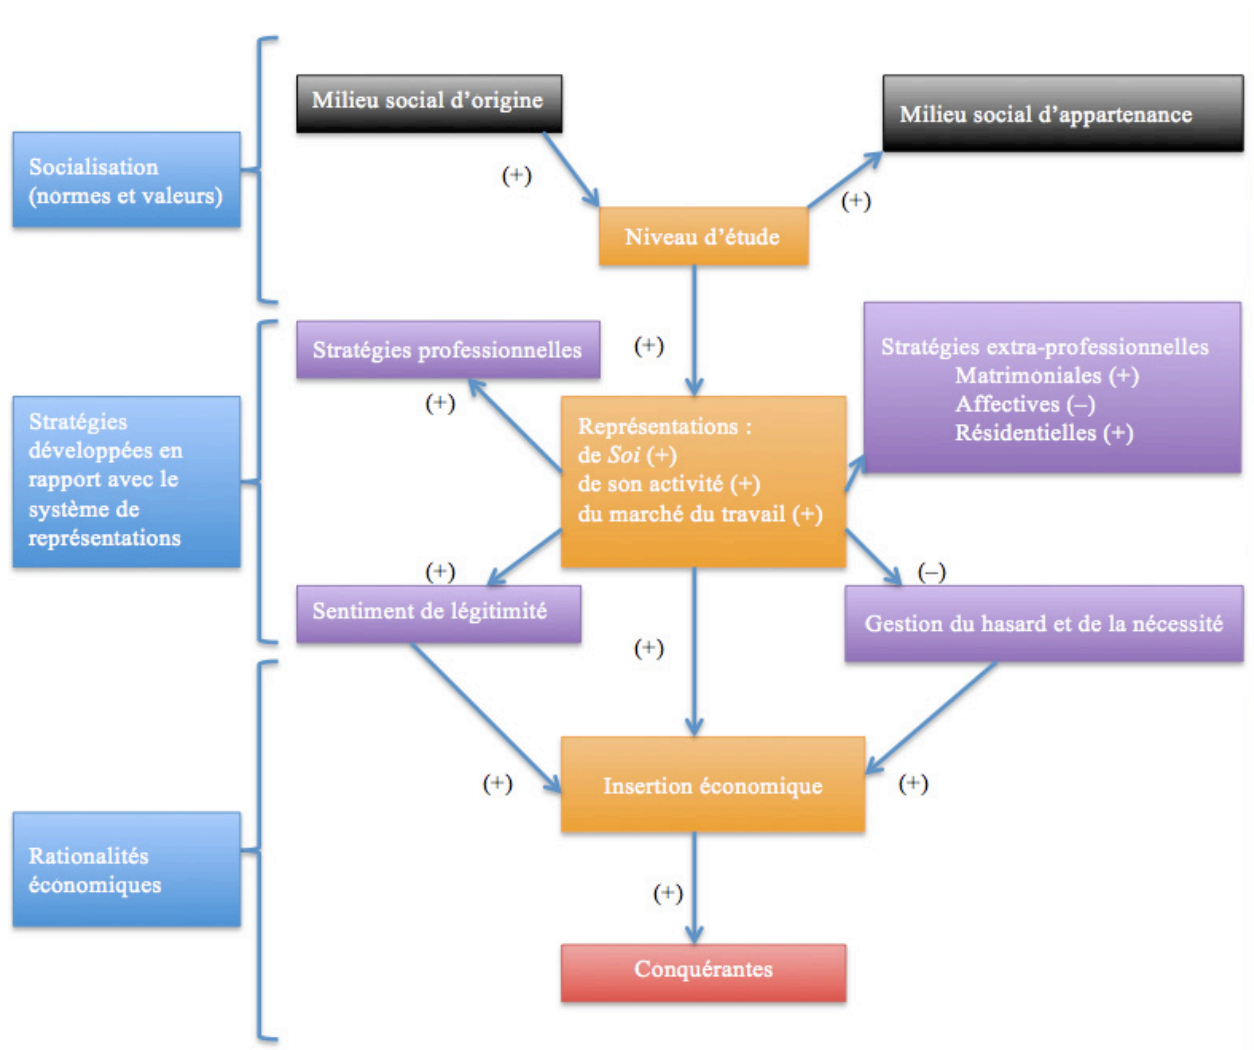 Milieu social d’origine
Milieu social d’appartenance
Socialisation
(normes et valeurs)
(+)
(+)
Niveau d’étude
Stratégies professionnelles
(+)
Stratégies extra-professionnelles
Matrimoniales (+)
Affectives (–)
Résidentielles (+)
(+)
Stratégies
développées en
rapport avec le
système de
représentations
Représentations :
de Soi (+)
de son activité (+)
du marché du travail (+)
(+)
(–)
Sentiment de légitimité
Gestion du hasard et de la nécessité
(+)
(+)
Insertion économique
(+)
Rationalités
économiques
(+)
Conquérantes